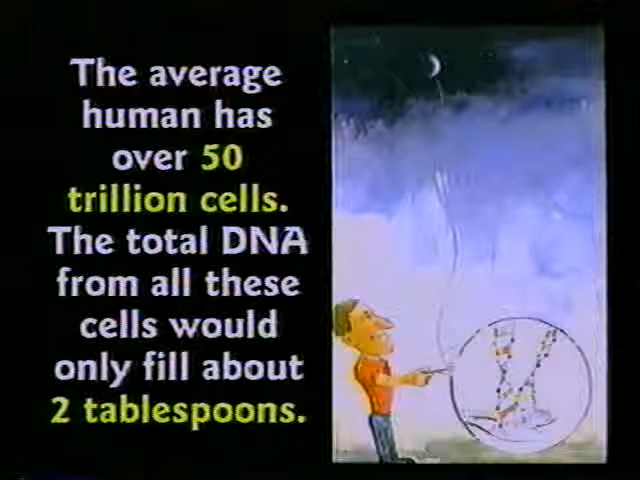 The average
human has
over 50
trillion cells.
The total DNA
from all these
cells would
only fill about
2 tablespoons.